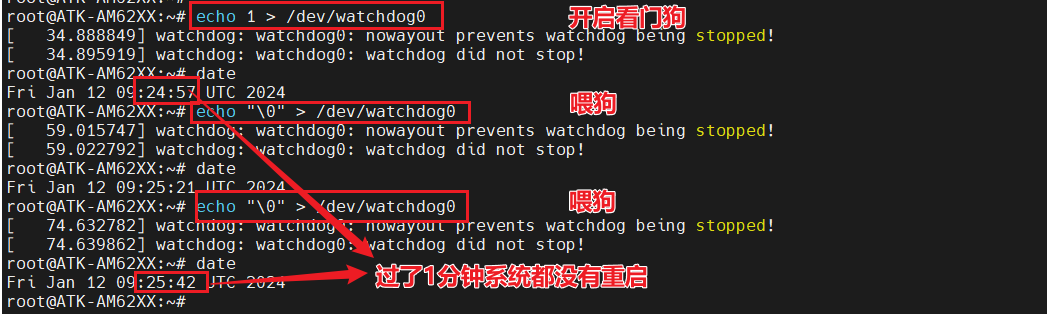 root@ATK-AM62XX:~# echo 1 > /dev/watchdog0 开启看门狗
[   34.888849] watchdog: watchdog0: nowayout prevents watchdog being stopped!
[   34.895919] watchdog: watchdog0: watchdog did not stop!
root@ATK-AM62XX:~# date
Fri Jan 12 09:24:57 UTC 2024
root@ATK-AM62XX:~# echo "\0" > /dev/watchdog0 喂狗
[   59.015747] watchdog: watchdog0: nowayout prevents watchdog being stopped!
[   59.022792] watchdog: watchdog0: watchdog did not stop!
root@ATK-AM62XX:~# date
Fri Jan 12 09:25:21 UTC 2024
root@ATK-AM62XX:~# echo "\0" > /dev/watchdog0 喂狗
[   74.632782] watchdog: watchdog0: nowayout prevents watchdog being stopped!
[   74.639862] watchdog: watchdog0: watchdog did not stop!
root@ATK-AM62XX:~# date
Fri Jan 12 09:25:42 UTC 2024 过了1分钟系统都没有重启
root@ATK-AM62XX:~#